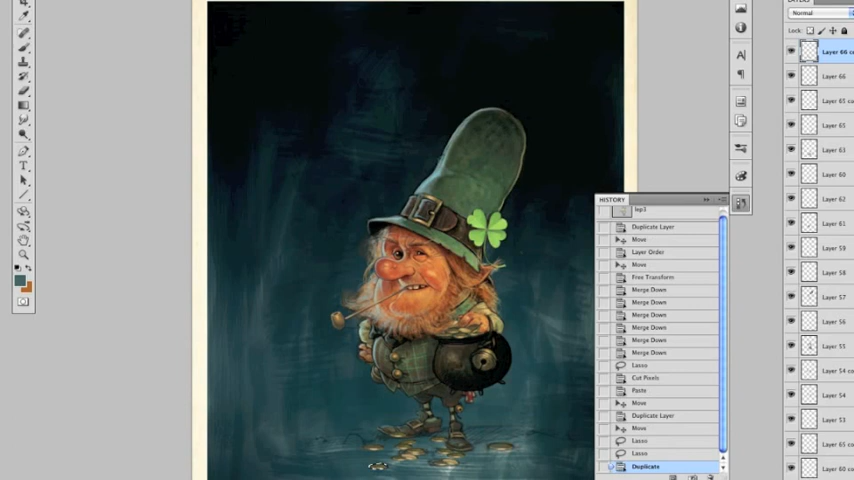 LAYERS
Normal
Lock:
HISTORY
lep3
Duplicate Layer
Move
Layer Order
Move
Free Transform
Merge Down
Merge Down
Merge Down
Merge Down
Merge Down
Merge Down
Lasso
Cut Pixels
Paste
Move
Duplicate Layer
Move
Lasso
Lasso
Duplicate
Layer 66 co
Layer 66
Layer 65 co
Layer 65
Layer 63
Layer 60
Layer 62
Layer 61
Layer 59
Layer 58
Layer 57
Layer 56
Layer 55
Layer 54 co
Layer 54
Layer 53
Layer 65 co
Layer 60 co